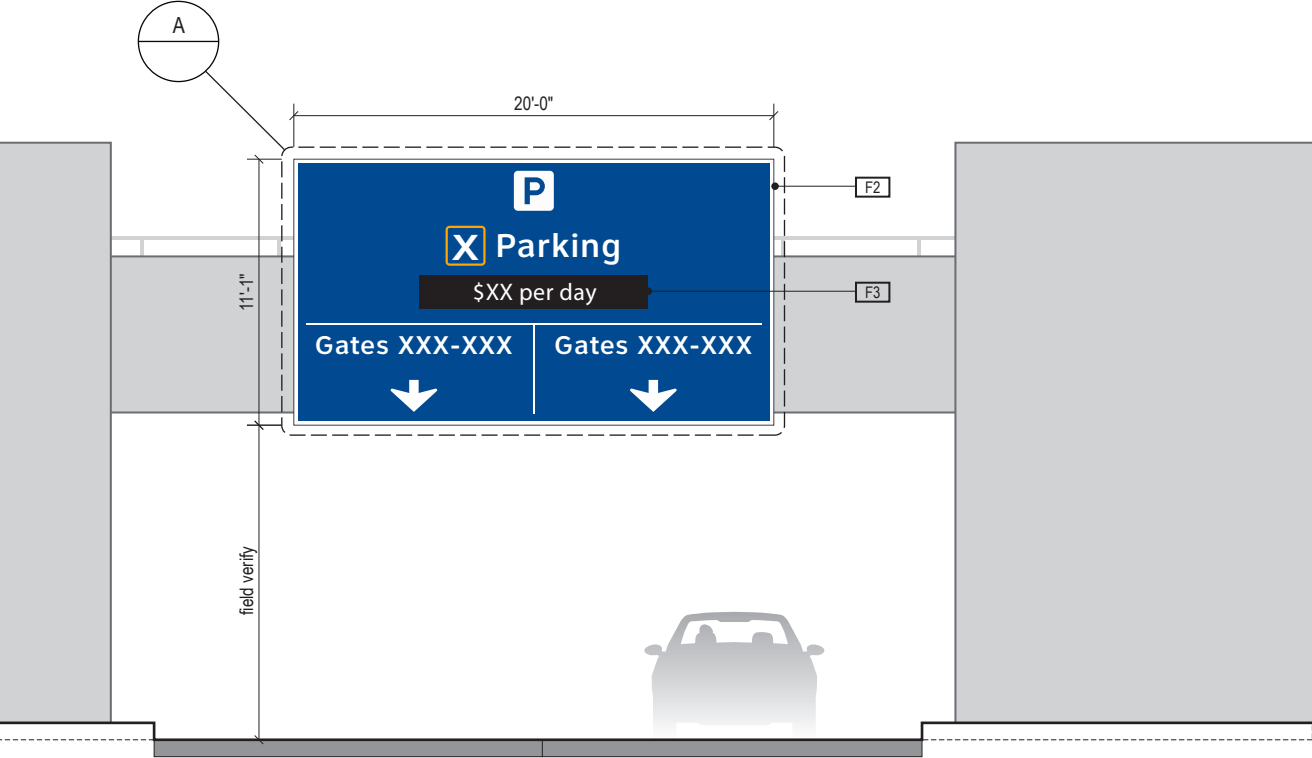 A
20'-0"
P
F2
X Parking
11'-1"
$XX per day
F3
Gates XXX-XXX
Gates XXX-XXX
field verify